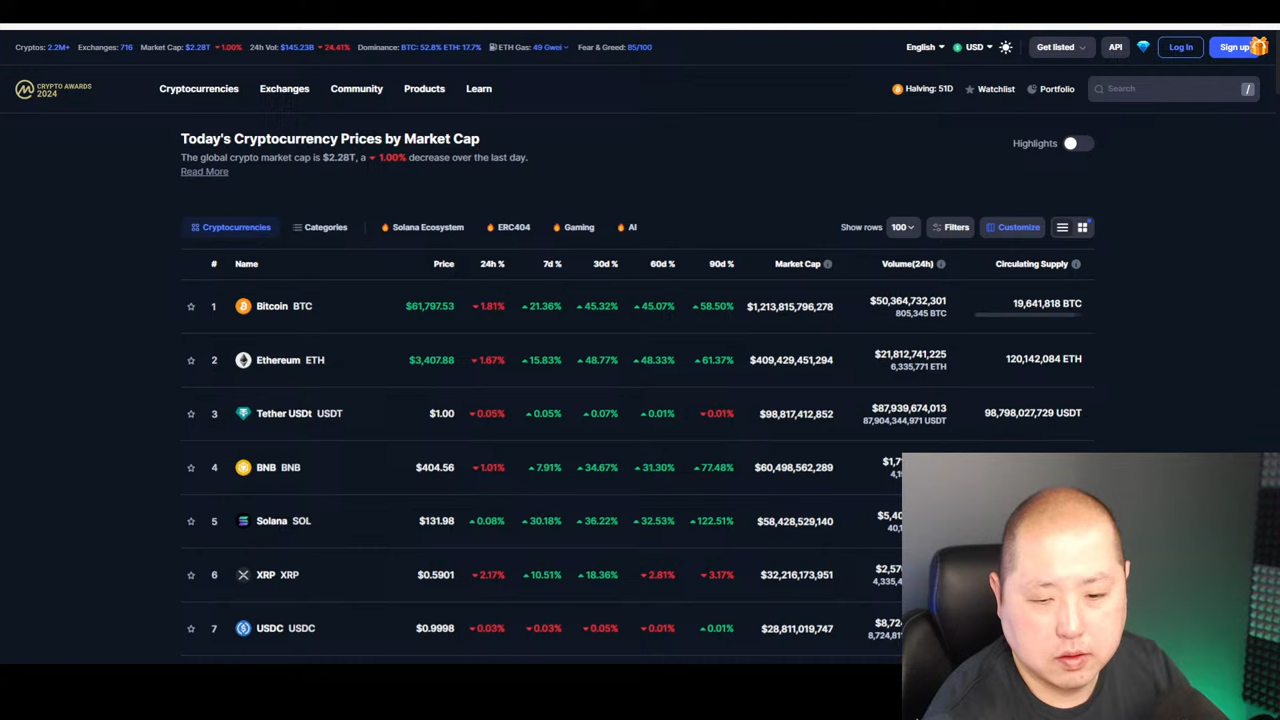 Cryptos: 2.2M+ Exchanges: 716 Market Cap: $2.28T 1.00% 24h Vol: $145.23B 24.41% Dominance: BTC: 52.8% ETH: 17.7% ETH Gas: 49 Gwei Fear & Greed: 85/100 English USD Get listed API Log In Sign up
CRYPTO AWARDS
2024
Cryptocurrencies Exchanges Community Products Learn Halving: 51D Watchlist Portfolio Search /
Today's Cryptocurrency Prices by Market Cap
Highlights
The global crypto market cap is $2.28T, a 1.00% decrease over the last day.
Read More
Cryptocurrencies Categories Solana Ecosystem ERC404 Gaming AI Show rows 100 Filters Customize
# Name Price 24h % 7d % 30d % 60d % 90d % Market Cap Volume(24h) Circulating Supply
1 Bitcoin BTC $61,797.53 1.81% 21.36% 45.32% 45.07% 58.50% $1,213,815,796,278 $50,364,732,301 19,641,818 BTC
805,345 BTC
2 Ethereum ETH $3,407.88 1.67% 15.83% 48.77% 48.33% 61.37% $409,429,451,294 $21,812,741,225 120,142,084 ETH
6,335,771 ETH
3 Tether USDt USDT $1.00 0.05% 0.05% 0.07% 0.01% 0.01% $98,817,412,852 $87,939,674,013 98,798,027,729 USDT
87,904,344,971 USDT
4 BNB BNB $404.56 1.01% 7.91% 34.67% 31.30% 77.48% $60,498,562,289
5 Solana SOL $131.98 0.08% 30.18% 36.22% 32.53% 122.51% $58,428,529,140
6 XRP XRP $0.5901 2.17% 10.51% 18.36% 2.81% 3.17% $32,216,173,951
7 USDC USDC $0.9998 0.03% 0.03% 0.05% 0.01% 0.01% $28,811,019,747